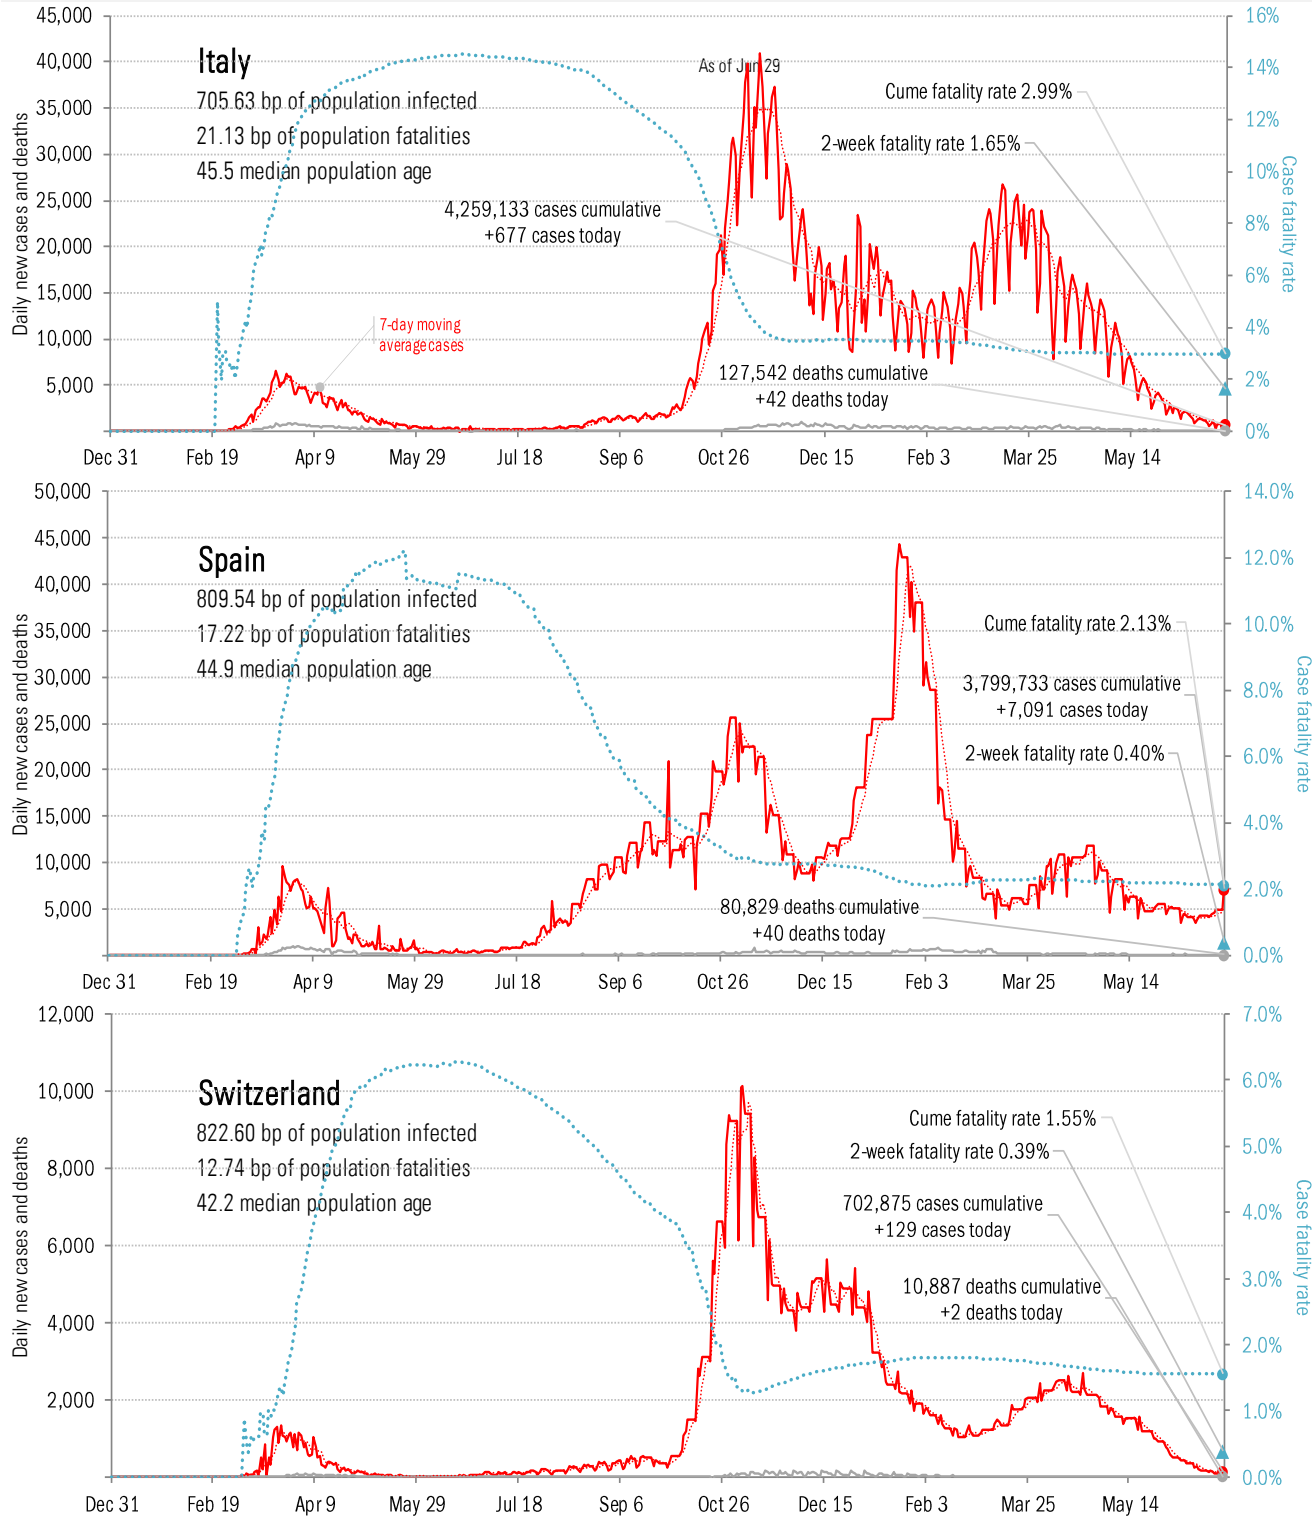 45,000
40,000
35,000
30,000
25,000
20,000
15,000
10,000
5,000
Daily new cases and deaths
16%
14%
12%
10%
8%
6%
4%
2%
0%
Case fatality rate
Italy
705.63 bp of population infected
21.13 bp of population fatalities
45.5 median population age
As of Jun 29
Cume fatality rate 2.99%
2-week fatality rate 1.65%
4,259,133 cases cumulative
+677 cases today
7-day moving
average cases
127,542 deaths cumulative
+42 deaths today
Dec 31 Feb 19 Apr 9 May 29 Jul 18 Sep 6 Oct 26 Dec 15 Feb 3 Mar 25 May 14
50,000
45,000
40,000
35,000
30,000
25,000
20,000
15,000
10,000
5,000
Daily new cases and deaths
14.0%
12.0%
10.0%
8.0%
6.0%
4.0%
2.0%
0.0%
Case fatality rate
Spain
809.54 bp of population infected
17.22 bp of population fatalities
44.9 median population age
Cume fatality rate 2.13%
3,799,733 cases cumulative
+7,091 cases today
2-week fatality rate 0.40%
80,829 deaths cumulative
+40 deaths today
Dec 31 Feb 19 Apr 9 May 29 Jul 18 Sep 6 Oct 26 Dec 15 Feb 3 Mar 25 May 14
12,000
10,000
8,000
6,000
4,000
2,000
Daily new cases and deaths
7.0%
6.0%
5.0%
4.0%
3.0%
2.0%
1.0%
0.0%
Case fatality rate
Switzerland
822.60 bp of population infected
12.74 bp of population fatalities
42.2 median population age
Cume fatality rate 1.55%
2-week fatality rate 0.39%
702,875 cases cumulative
+129 cases today
10,887 deaths cumulative
+2 deaths today
Dec 31 Feb 19 Apr 9 May 29 Jul 18 Sep 6 Oct 26 Dec 15 Feb 3 Mar 25 May 14